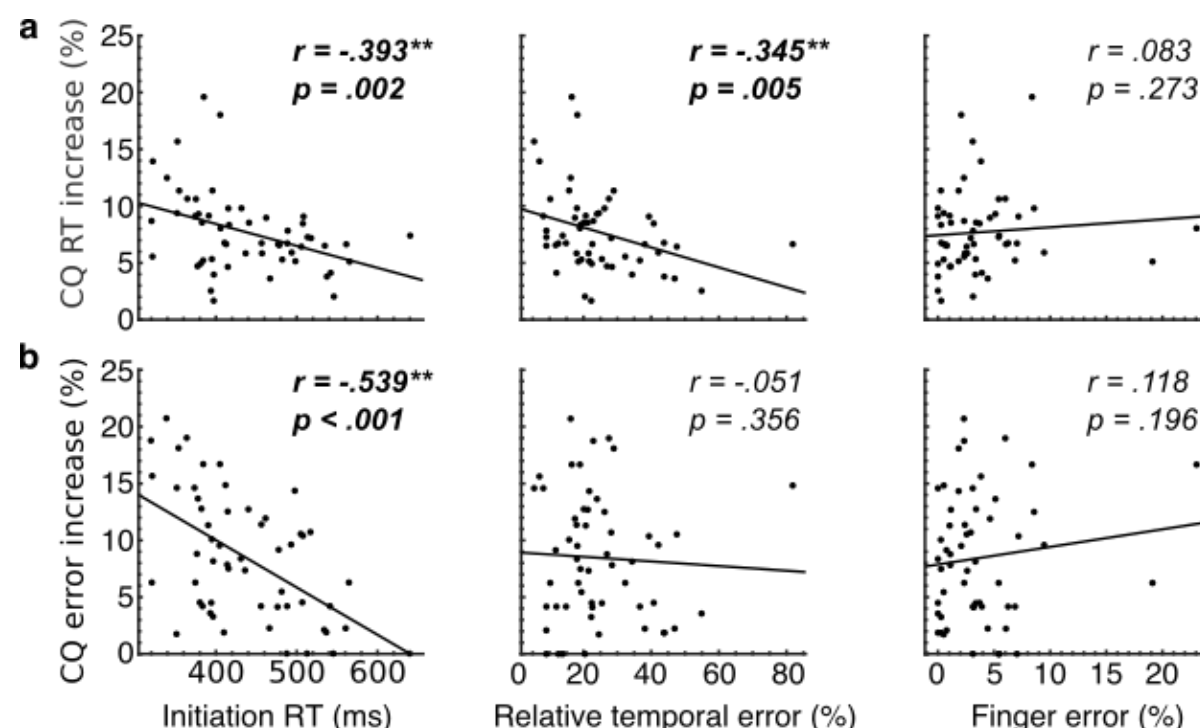 a
CQ RT increase (%)
25
20
15
10
5
0
r = -.393**
p = .002
r = -.345**
p = .005
r = .083
p = .273
b
CQ error increase (%)
25
20
15
10
5
0
r = -.539**
p < .001
r = -.051
p = .356
r = .118
p = .196
400 500 600
0 20 40 60 80
0 5 10 15 20
Initiation RT (ms)
Relative temporal error (%)
Finger error (%)